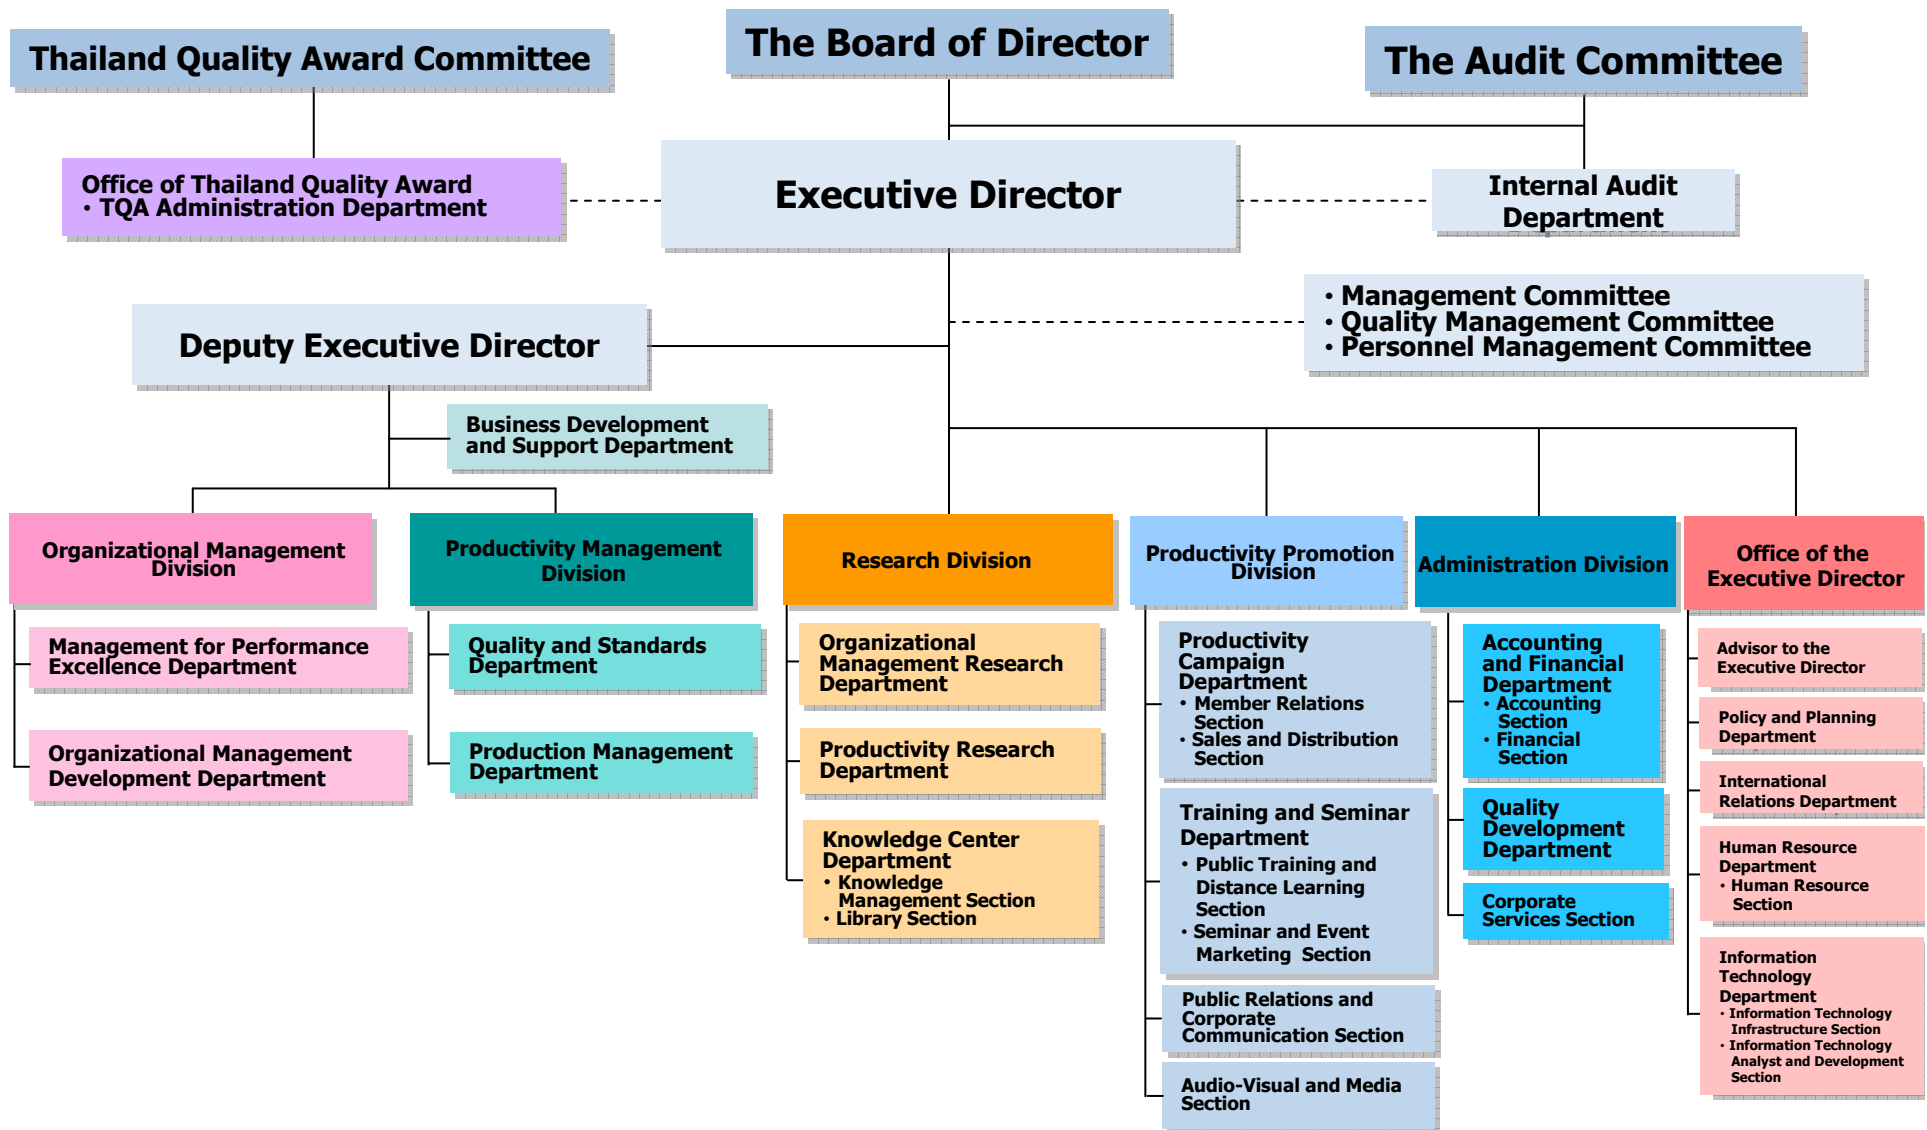 Thailand Quality Award Committee
The Board of Director
The Audit Committee
Office of Thailand Quality Award
• TQA Administration Department
Executive Director
Internal Audit
Department
• Management Committee
• Quality Management Committee
• Personnel Management Committee
Deputy Executive Director
Business Development
and Support Department
Organizational Management
Division
Management for Performance
Excellence Department
Organizational Management
Development Department
Productivity Management
Division
Quality and Standards
Department
Production Management
Department
Research Division
Organizational
Management Research
Department
Productivity Research
Department
Knowledge Center
Department
• Knowledge
Management Section
• Library Section
Productivity Promotion
Division
Productivity
Campaign
Department
• Member Relations
Section
• Sales and Distribution
Section
Training and Seminar
Department
• Public Training and
Distance Learning
Section
• Seminar and Event
Marketing Section
Public Relations and
Corporate
Communication Section
Audio-Visual and Media
Section
Administration Division
Accounting
and Financial
Department
• Accounting
Section
• Financial
Section
Quality
Development
Department
Corporate
Services Section
Office of the
Executive Director
Advisor to the
Executive Director
Policy and Planning
Department
International
Relations Department
Human Resource
Department
• Human Resource
Section
Information
Technology
Department
• Information Technology
Infrastructure Section
• Information Technology
Analyst and Development
Section